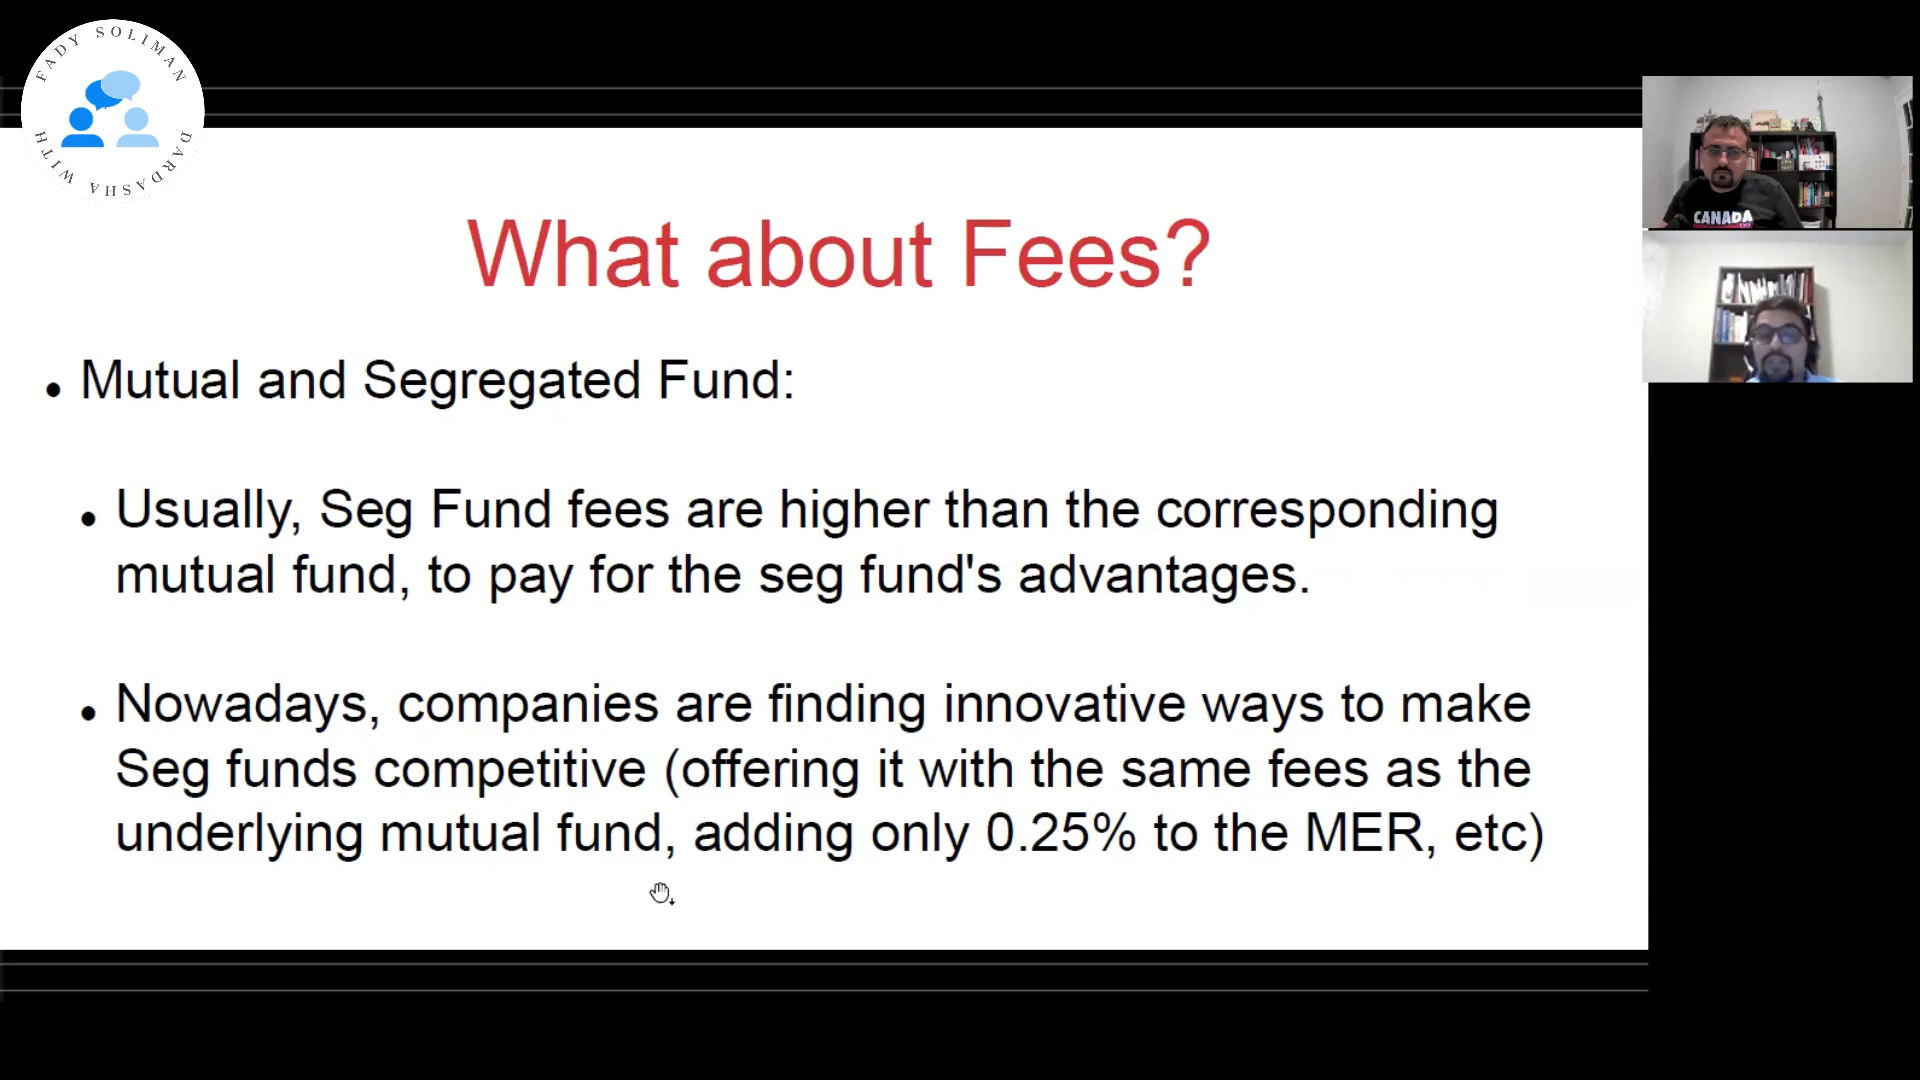 FADY SOLIMAN
DARDASHA WITH
What about Fees?
CANADA
Mutual and Segregated Fund:
Usually, Seg Fund fees are higher than the corresponding
mutual fund, to pay for the seg fund's advantages.
Nowadays, companies are finding innovative ways to make
Seg funds competitive (offering it with the same fees as the
underlying mutual fund, adding only 0.25% to the MER, etc)